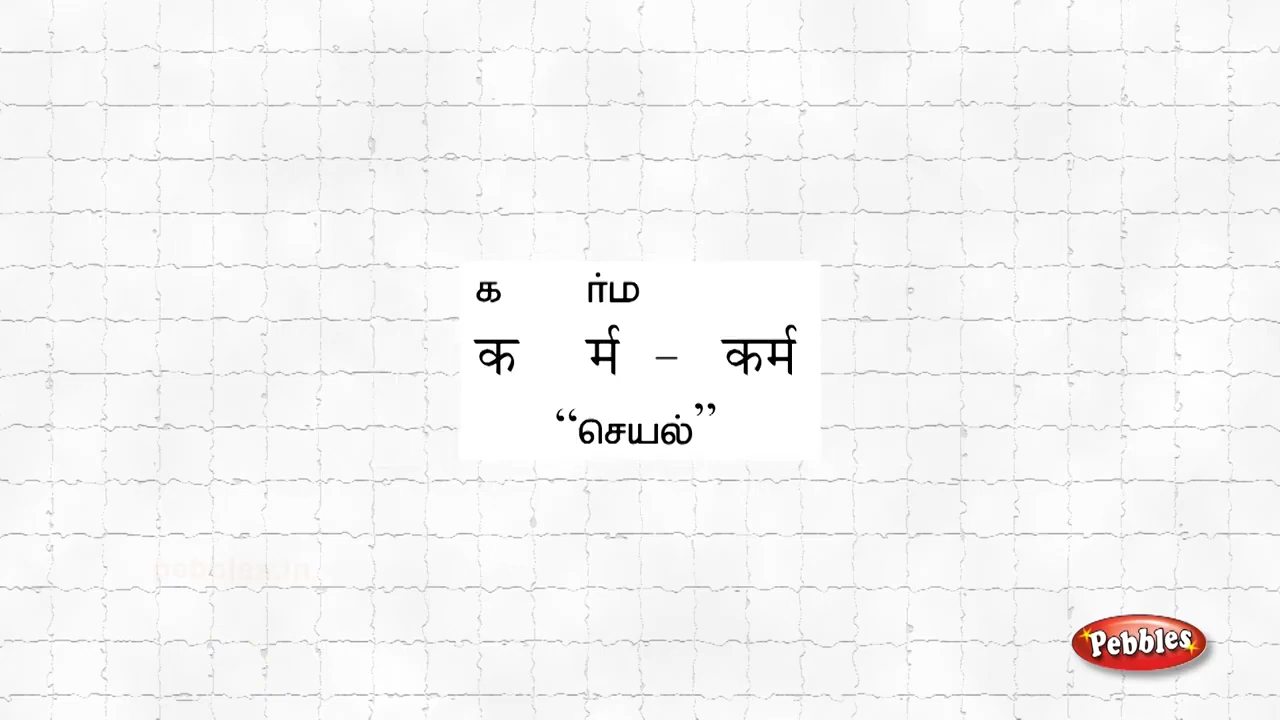 க ர்ம
क र्म – कर्म
“செயல்”
Pebbles